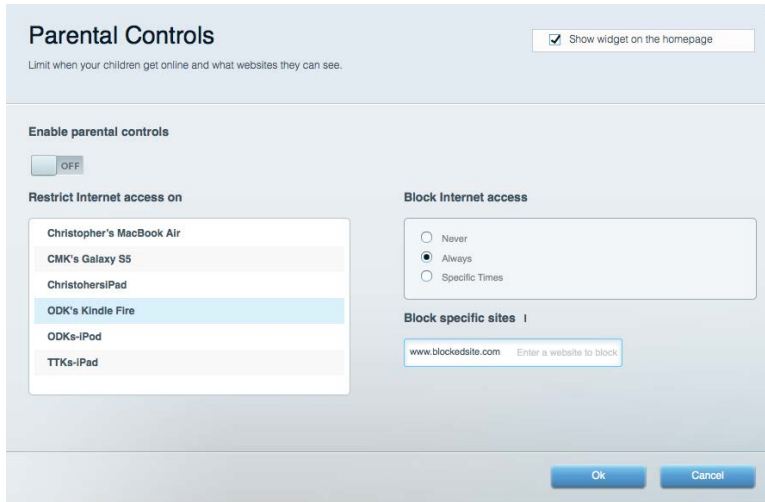 Parental Controls
Show widget on the homepage
Limit when your children get online and what websites they can see.
Enable parental controls
OFF
Restrict Internet access on
Christopher's MacBook Air
CMK's Galaxy S5
ChristohersiPad
ODK's Kindle Fire
ODKs-iPod
TTKs-iPad
Block Internet access
Never
Always
Specific Times
Block specific sites I
www.blockedsite.com Enter a website to block
Ok
Cancel